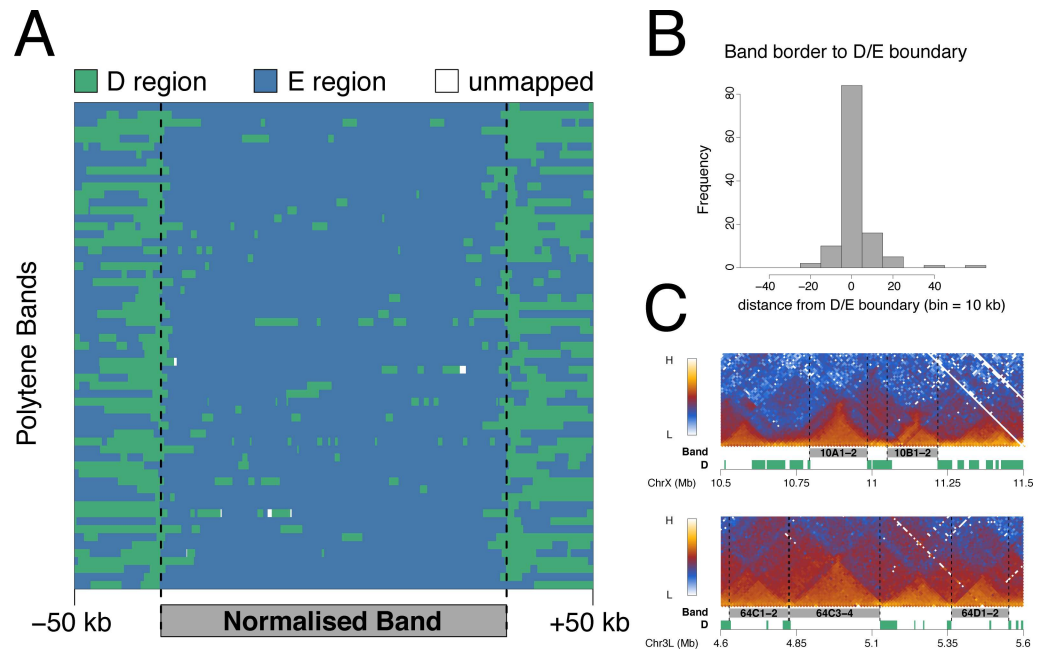 A
D region E region unmapped
Polytene Bands
−50 kb Normalised Band +50 kb
B
Band border to D/E boundary
Frequency
0 20 40 60 80
−40 −20 0 20 40
distance from D/E boundary (bin = 10 kb)
C
H
L
Band 10A1−2 10B1−2
D
ChrX (Mb) 10.5 10.75 11 11.25 11.5
H
L
Band 64C1−2 64C3−4 64D1−2
D
Chr3L (Mb) 4.6 4.85 5.1 5.35 5.6